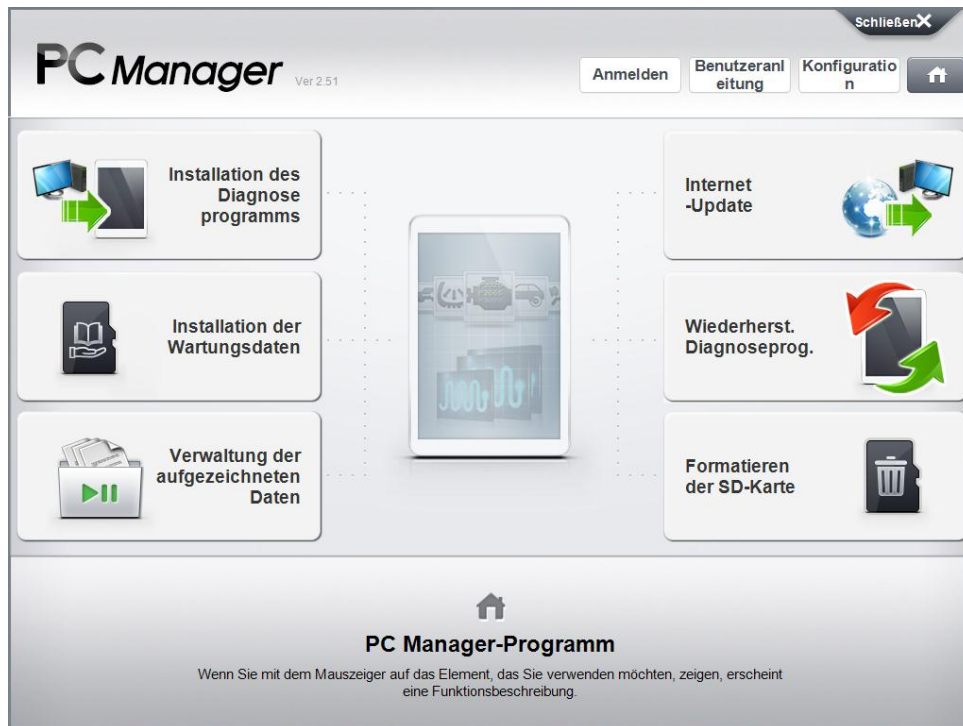 Schließen
PC Manager Ver 2.51
Anmelden
Benutzeranl
eitung
Konfiguratio
n
Installation des
Diagnose
programms
Internet
-Update
Installation der
Wartungsdaten
Wiederherst.
Diagnoseprog.
Verwaltung der
aufgezeichneten
Daten
Formatieren
der SD-Karte
PC Manager-Programm
Wenn Sie mit dem Mauszeiger auf das Element, das Sie verwenden möchten, zeigen, erscheint
eine Funktionsbeschreibung.